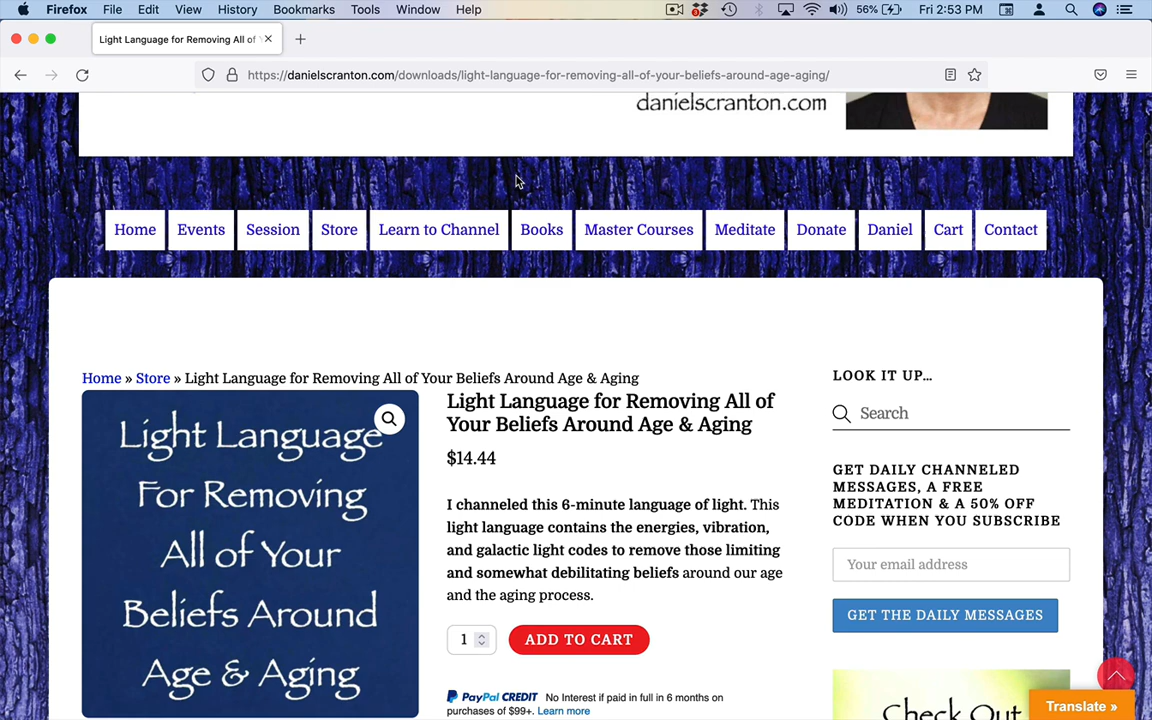 Firefox File Edit View History Bookmarks Tools Window Help 3 56% Fri 2:53 PM
Light Language for Removing All of
https://danielscranton.com/downloads/light-language-for-removing-all-of-your-beliefs-around-age-aging/
danielscranton.com
Home Events Session Store Learn to Channel Books Master Courses Meditate Donate Daniel Cart Contact
Home » Store » Light Language for Removing All of Your Beliefs Around Age & Aging
Light Language
For Removing
All of Your
Beliefs Around
Age & Aging
Light Language for Removing All of
Your Beliefs Around Age & Aging
$14.44
I channeled this 6-minute language of light. This
light language contains the energies, vibration,
and galactic light codes to remove those limiting
and somewhat debilitating beliefs around our age
and the aging process.
1 ADD TO CART
PayPal CREDIT No Interest if paid in full in 6 months on
purchases of $99+. Learn more
LOOK IT UP…
Search
GET DAILY CHANNELED
MESSAGES, A FREE
MEDITATION & A 50% OFF
CODE WHEN YOU SUBSCRIBE
Your email address
GET THE DAILY MESSAGES
Check Out
Translate »